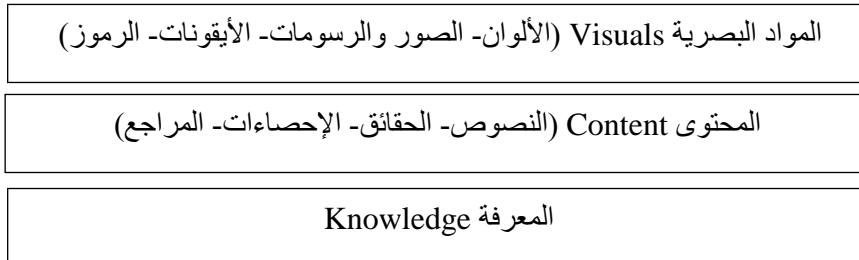 المواد البصرية Visuals (الألوان- الصور والرسومات- الأيقونات- الرموز)
المحتوى Content (النصوص- الحقائق- الإحصاءات- المراجع)
المعرفة Knowledge